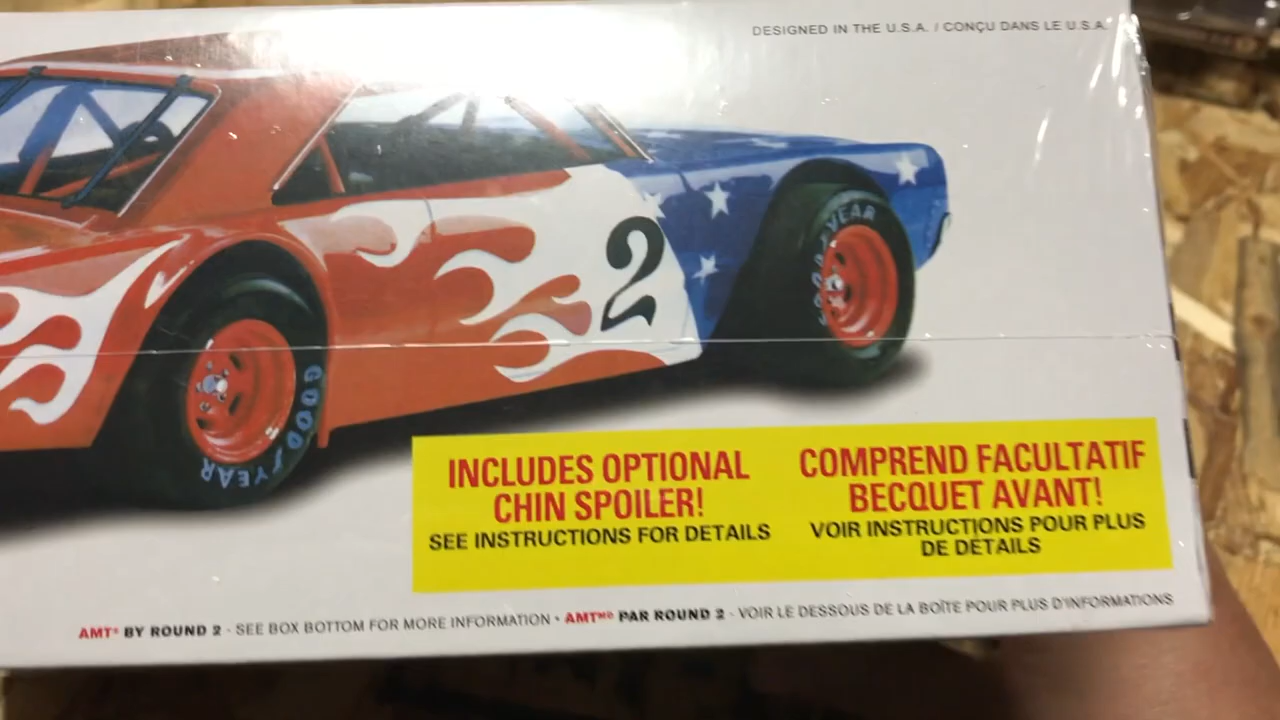 DESIGNED IN THE U.S.A. / CONÇU DANS LE U.S.A.
2
GOODYEAR
GOODYEAR
INCLUDES OPTIONAL
CHIN SPOILER!
SEE INSTRUCTIONS FOR DETAILS
COMPREND FACULTATIF
BECQUET AVANT!
VOIR INSTRUCTIONS POUR PLUS
DE DÉTAILS
AMT® BY ROUND 2 · SEE BOX BOTTOM FOR MORE INFORMATION · AMTMD PAR ROUND 2 · VOIR LE DESSOUS DE LA BOÎTE POUR PLUS D'INFORMATIONS